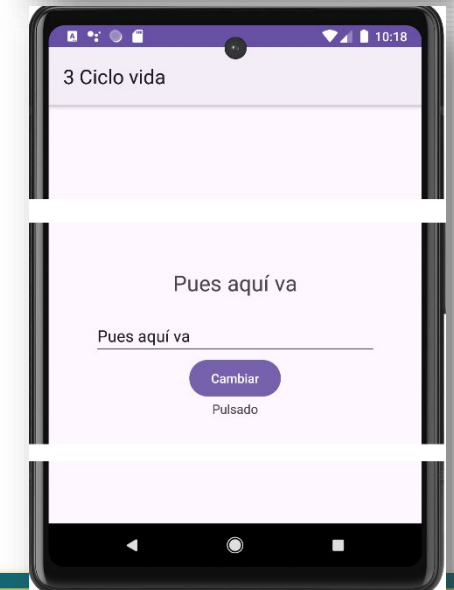 10:18
3 Ciclo vida
Pues aquí va
Pues aquí va
Cambiar
Pulsado